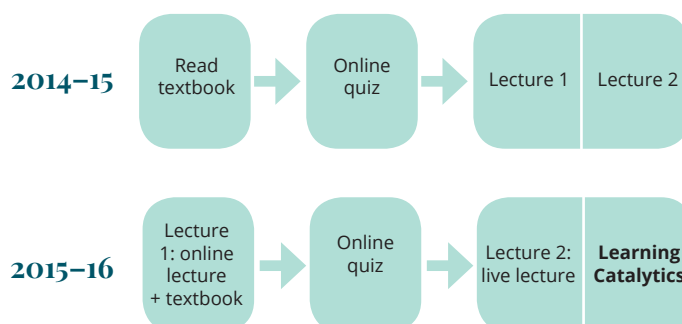 2014–15
Read
textbook
Online
quiz
Lecture 1
Lecture 2
2015–16
Lecture
1: online
lecture
+ textbook
Online
quiz
Lecture 2:
live lecture
Learning
Catalytics